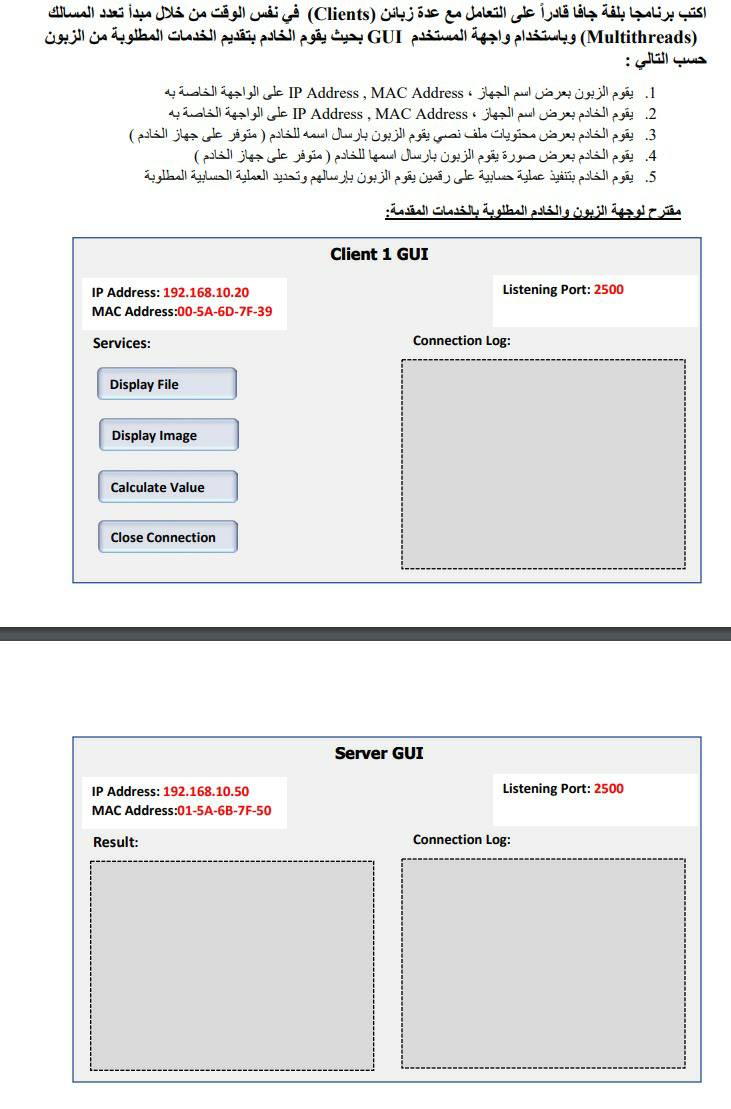 اكتب برنامجا بلغة جافا قادراً على التعامل مع عدة زبائن (Clients) في نفس الوقت من خلال مبدأ تعدد المسالك
(Multithreads) وباستخدام واجهة المستخدم GUI بحيث يقوم الخادم بتقديم الخدمات المطلوبة من الزبون
حسب التالي :
1. يقوم الزبون بعرض اسم الجهاز ، IP Address , MAC Address على الواجهة الخاصة به
2. يقوم الخادم بعرض اسم الجهاز ، IP Address , MAC Address على الواجهة الخاصة به
3. يقوم الخادم بعرض محتويات ملف نصي يقوم الزبون بارسال اسمه للخادم ( متوفر على جهاز الخادم )
4. يقوم الخادم بعرض صورة يقوم الزبون بارسال اسمها للخادم ( متوفر على جهاز الخادم )
5. يقوم الخادم بتنفيذ عملية حسابية على رقمين يقوم الزبون بارسالهم وتحديد العملية الحسابية المطلوبة
مقترح لوجهة الزبون والخادم المطلوبة بالخدمات المقدمة:
Client 1 GUI
IP Address: 192.168.10.20
MAC Address:00-5A-6D-7F-39
Listening Port: 2500
Services:
Connection Log:
Display File
Display Image
Calculate Value
Close Connection
Server GUI
IP Address: 192.168.10.50
MAC Address:01-5A-6B-7F-50
Listening Port: 2500
Result:
Connection Log: